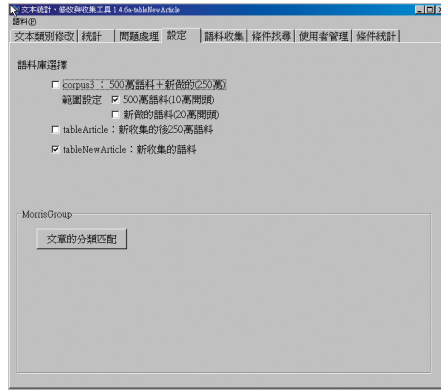 文本統計、修改與收集工具 1.4.6a-tableNewArticle
語料(P)
文本類別修改 統計 問題處理 設定 語料收集 條件找尋 使用者管理 條件統計
語料庫選擇
corpus3 : 500萬語料+新做的(250萬)
範圍設定 500萬語料(10萬開頭)
新做的語料(20萬開頭)
tableArticle:新收集的後250萬語料
tableNewArticle:新收集的語料
MorrisGroup
文章的分類匹配